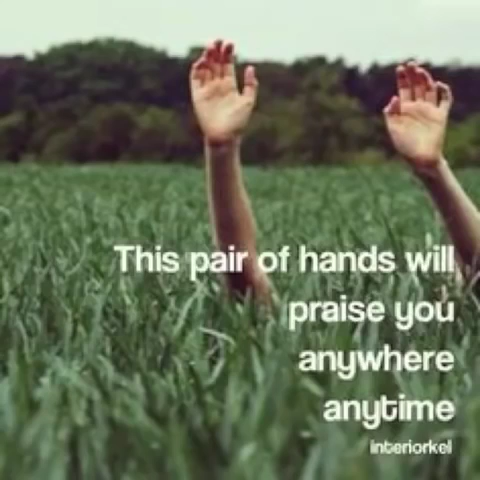 This pair of hands will
praise you
anywhere
anytime
interiorkel